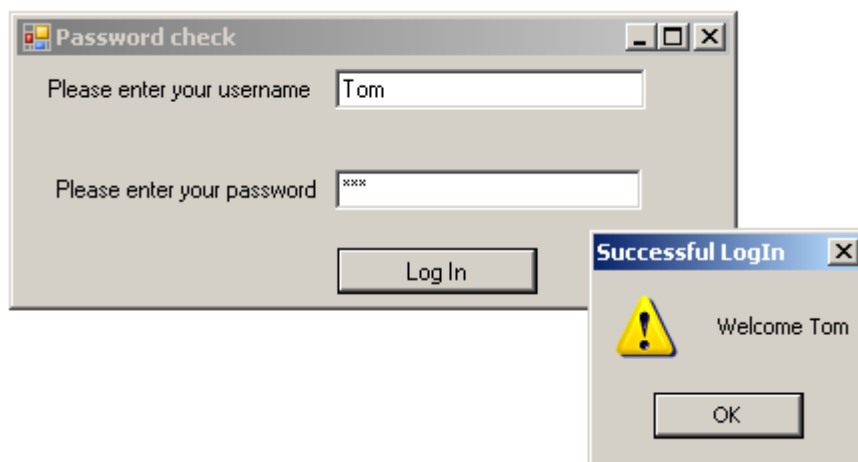 Password check
Please enter your username Tom
Please enter your password ***
Log In
Successful LogIn
Welcome Tom
OK